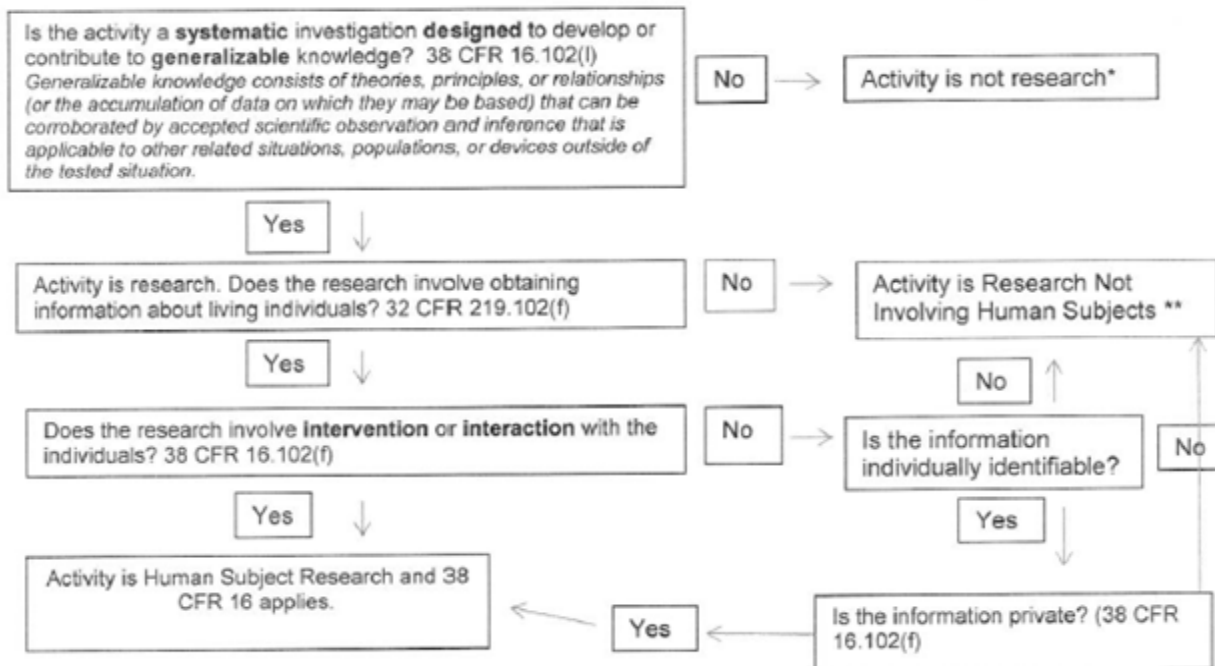 Is the activity a systematic investigation designed to develop or
contribute to generalizable knowledge? 38 CFR 16.102(l)
Generalizable knowledge consists of theories, principles, or relationships
(or the accumulation of data on which they may be based) that can be
corroborated by accepted scientific observation and inference that is
applicable to other related situations, populations, or devices outside of
the tested situation.
No
Activity is not research*
Yes
Activity is research. Does the research involve obtaining
information about living individuals? 32 CFR 219.102(f)
No
Activity is Research Not
Involving Human Subjects **
Yes
No
Does the research involve intervention or interaction with the
individuals? 38 CFR 16.102(f)
No
Is the information
individually identifiable?
No
Yes
Yes
Activity is Human Subject Research and 38
CFR 16 applies.
Yes
Is the information private? (38 CFR
16.102(f)